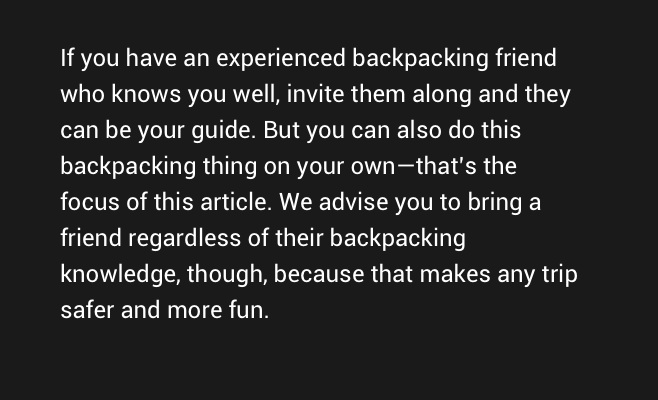 If you have an experienced backpacking friend
who knows you well, invite them along and they
can be your guide. But you can also do this
backpacking thing on your own—that's the
focus of this article. We advise you to bring a
friend regardless of their backpacking
knowledge, though, because that makes any trip
safer and more fun.